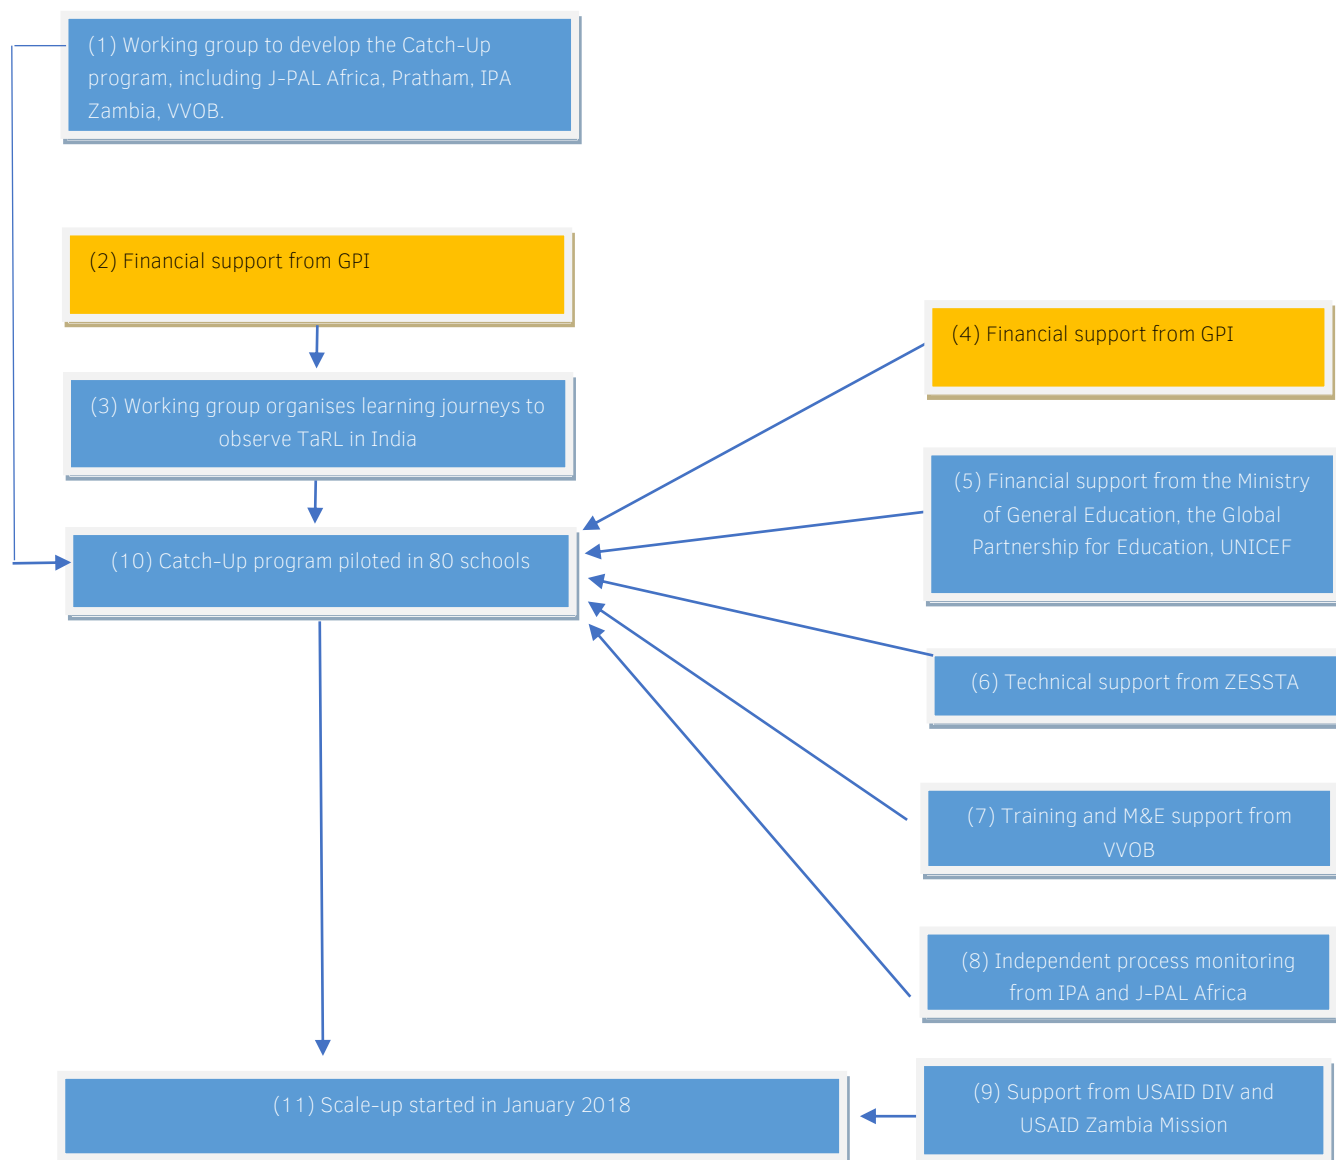 (1) Working group to develop the Catch-Up
program, including J-PAL Africa, Pratham, IPA
Zambia, VVOB.
(2) Financial support from GPI
(3) Working group organises learning journeys to
observe TaRL in India
(10) Catch-Up program piloted in 80 schools
(4) Financial support from GPI
(5) Financial support from the Ministry
of General Education, the Global
Partnership for Education, UNICEF
(6) Technical support from ZESSTA
(7) Training and M&E support from
VVOB
(8) Independent process monitoring
from IPA and J-PAL Africa
(9) Support from USAID DIV and
USAID Zambia Mission
(11) Scale-up started in January 2018